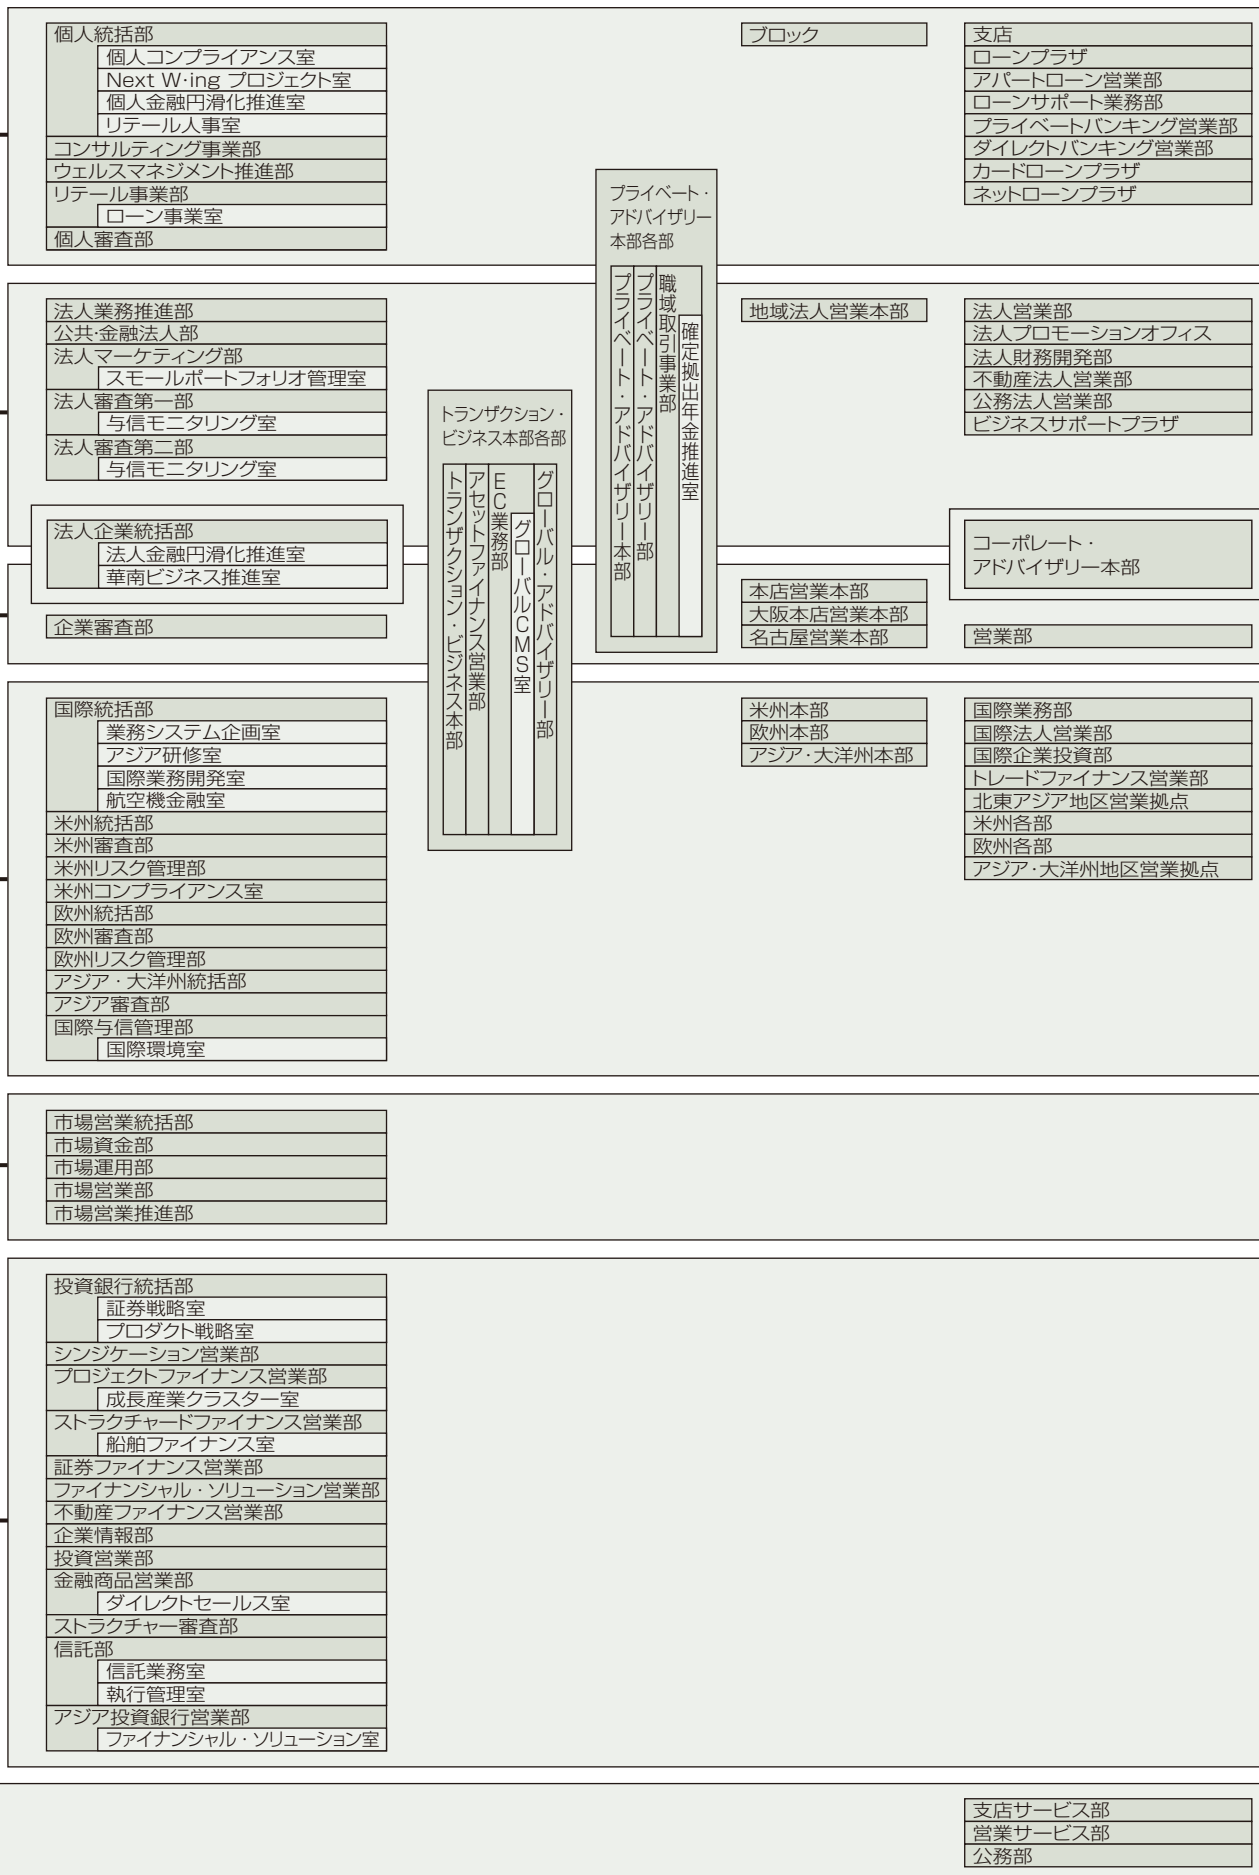 個人統括部
個人コンプライアンス室
Next W·ing プロジェクト室
個人金融円滑化推進室
リテール人事室
コンサルティング事業部
ウェルスマネジメント推進部
リテール事業部
ローン事業室
個人審査部
ブロック
支店
ローンプラザ
アパートローン営業部
ローンサポート業務部
プライベートバンキング営業部
ダイレクトバンキング営業部
カードローンプラザ
ネットローンプラザ
プライベート・
アドバイザリー
本部各部
プライベート・アドバイザリー本部
プライベート・アドバイザリー部
職域取引事業部
確定拠出年金推進室
法人業務推進部
公共・金融法人部
法人マーケティング部
スモールポートフォリオ管理室
法人審査第一部
与信モニタリング室
法人審査第二部
与信モニタリング室
法人企業統括部
法人金融円滑化推進室
華南ビジネス推進室
企業審査部
トランザクション・
ビジネス本部各部
トランザクション・ビジネス本部
アセットファイナンス営業部
EC業務部
グローバルCMS室
グローバル・アドバイザリー部
地域法人営業本部
法人営業部
法人プロモーションオフィス
法人財務開発部
不動産法人営業部
公務法人営業部
ビジネスサポートプラザ
コーポレート・
アドバイザリー本部
本店営業本部
大阪本店営業本部
名古屋営業本部
営業部
国際統括部
業務システム企画室
アジア研修室
国際業務開発室
航空機金融室
米州統括部
米州審査部
米州リスク管理部
米州コンプライアンス室
欧州統括部
欧州審査部
欧州リスク管理部
アジア・大洋州統括部
アジア審査部
国際与信管理部
国際環境室
米州本部
欧州本部
アジア・大洋州本部
国際業務部
国際法人営業部
国際企業投資部
トレードファイナンス営業部
北東アジア地区営業拠点
米州各部
欧州各部
アジア・大洋州地区営業拠点
市場営業統括部
市場資金部
市場運用部
市場営業部
市場営業推進部
投資銀行統括部
証券戦略室
プロダクト戦略室
シンジケーション営業部
プロジェクトファイナンス営業部
成長産業クラスター室
ストラクチャードファイナンス営業部
船舶ファイナンス室
証券ファイナンス営業部
ファイナンシャル・ソリューション営業部
不動産ファイナンス営業部
企業情報部
投資営業部
金融商品営業部
ダイレクトセールス室
ストラクチャー審査部
信託部
信託業務室
執行管理室
アジア投資銀行営業部
ファイナンシャル・ソリューション室
支店サービス部
営業サービス部
公務部